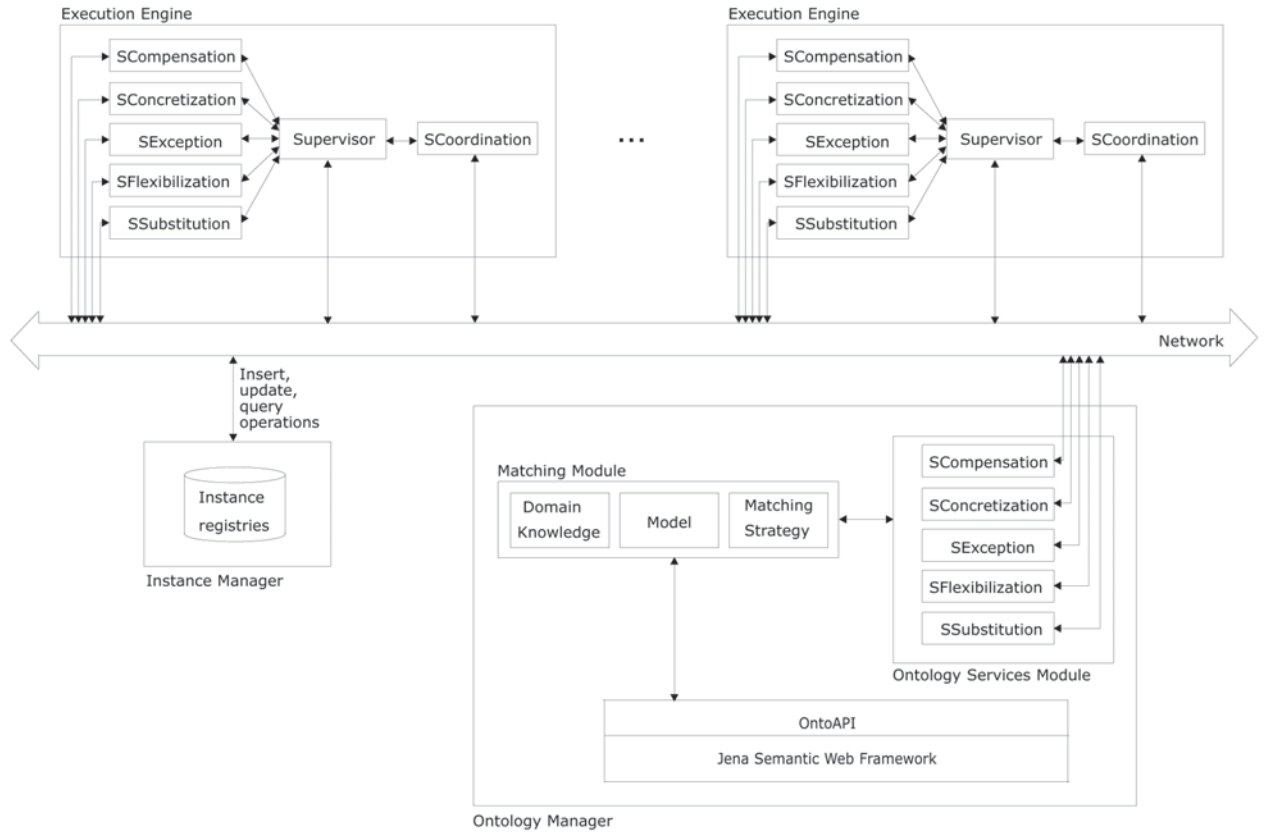 Execution Engine
SCompensation
SConcretization
SException
SFlexibilization
SSubstitution
Supervisor
SCoordination
...
Execution Engine
SCompensation
SConcretization
SException
SFlexibilization
SSubstitution
Supervisor
SCoordination
Network
Insert,
update,
query
operations
Instance
registries
Instance Manager
Matching Module
Domain
Knowledge
Model
Matching
Strategy
SCompensation
SConcretization
SException
SFlexibilization
SSubstitution
Ontology Services Module
OntoAPI
Jena Semantic Web Framework
Ontology Manager